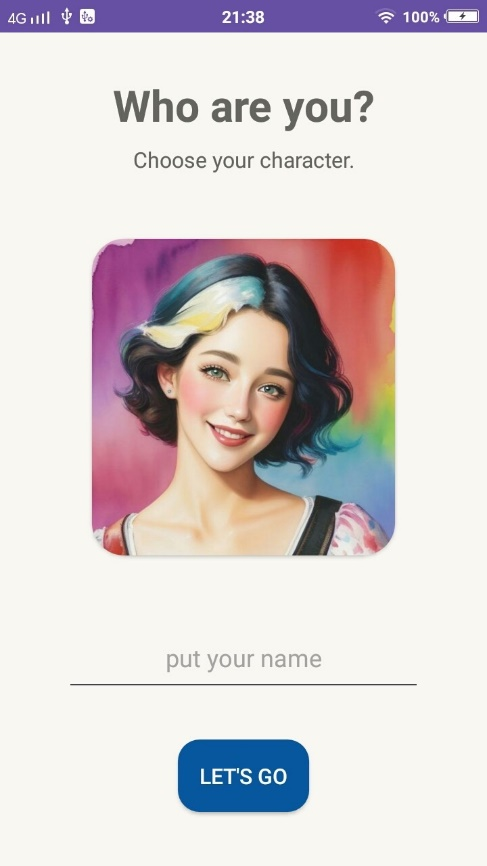 4G 21:38 100%
Who are you?
Choose your character.
put your name
LET'S GO